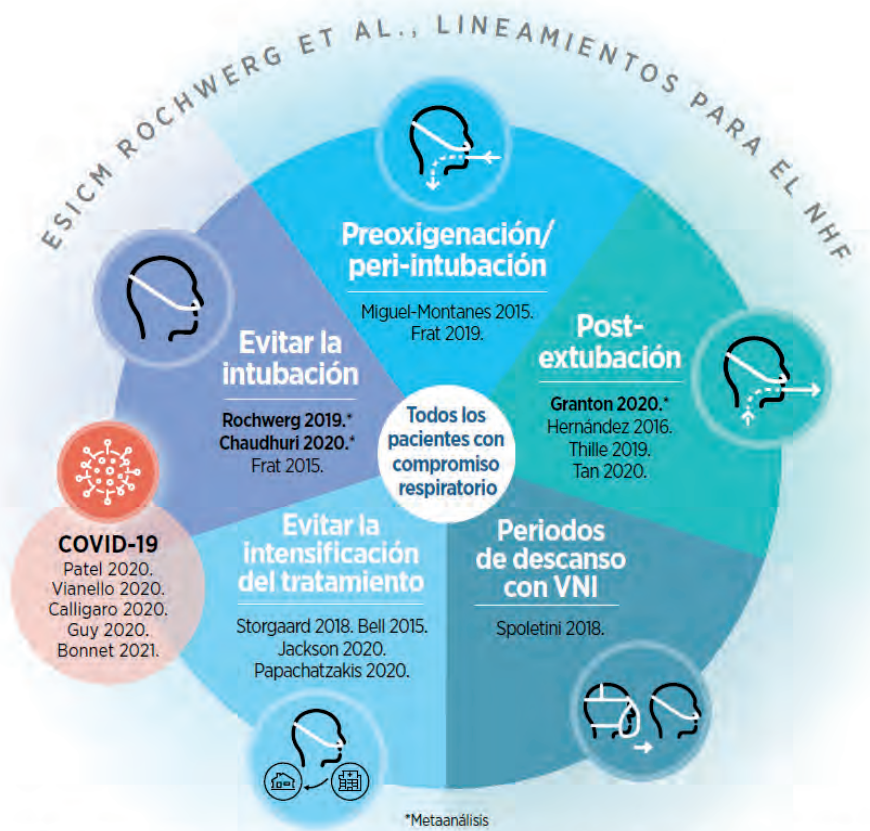 ESICM ROCHWERG ET AL., LINEAMIENTOS PARA EL NHF
Preoxigenación/
peri-intubación
Miguel-Montanes 2015.
Frat 2019.
Post-
extubación
Granton 2020.*
Hernández 2016.
Thille 2019.
Tan 2020.
Evitar la
intubación
Rochwerg 2019.*
Chaudhuri 2020.*
Frat 2015.
Todos los
pacientes con
compromiso
respiratorio
COVID-19
Patel 2020.
Vianello 2020.
Calligaro 2020.
Guy 2020.
Bonnet 2021.
Evitar la
intensificación
del tratamiento
Storgaard 2018. Bell 2015.
Jackson 2020.
Papachatzakis 2020.
Periodos
de descanso
con VNI
Spoletini 2018.
*Metaanálisis